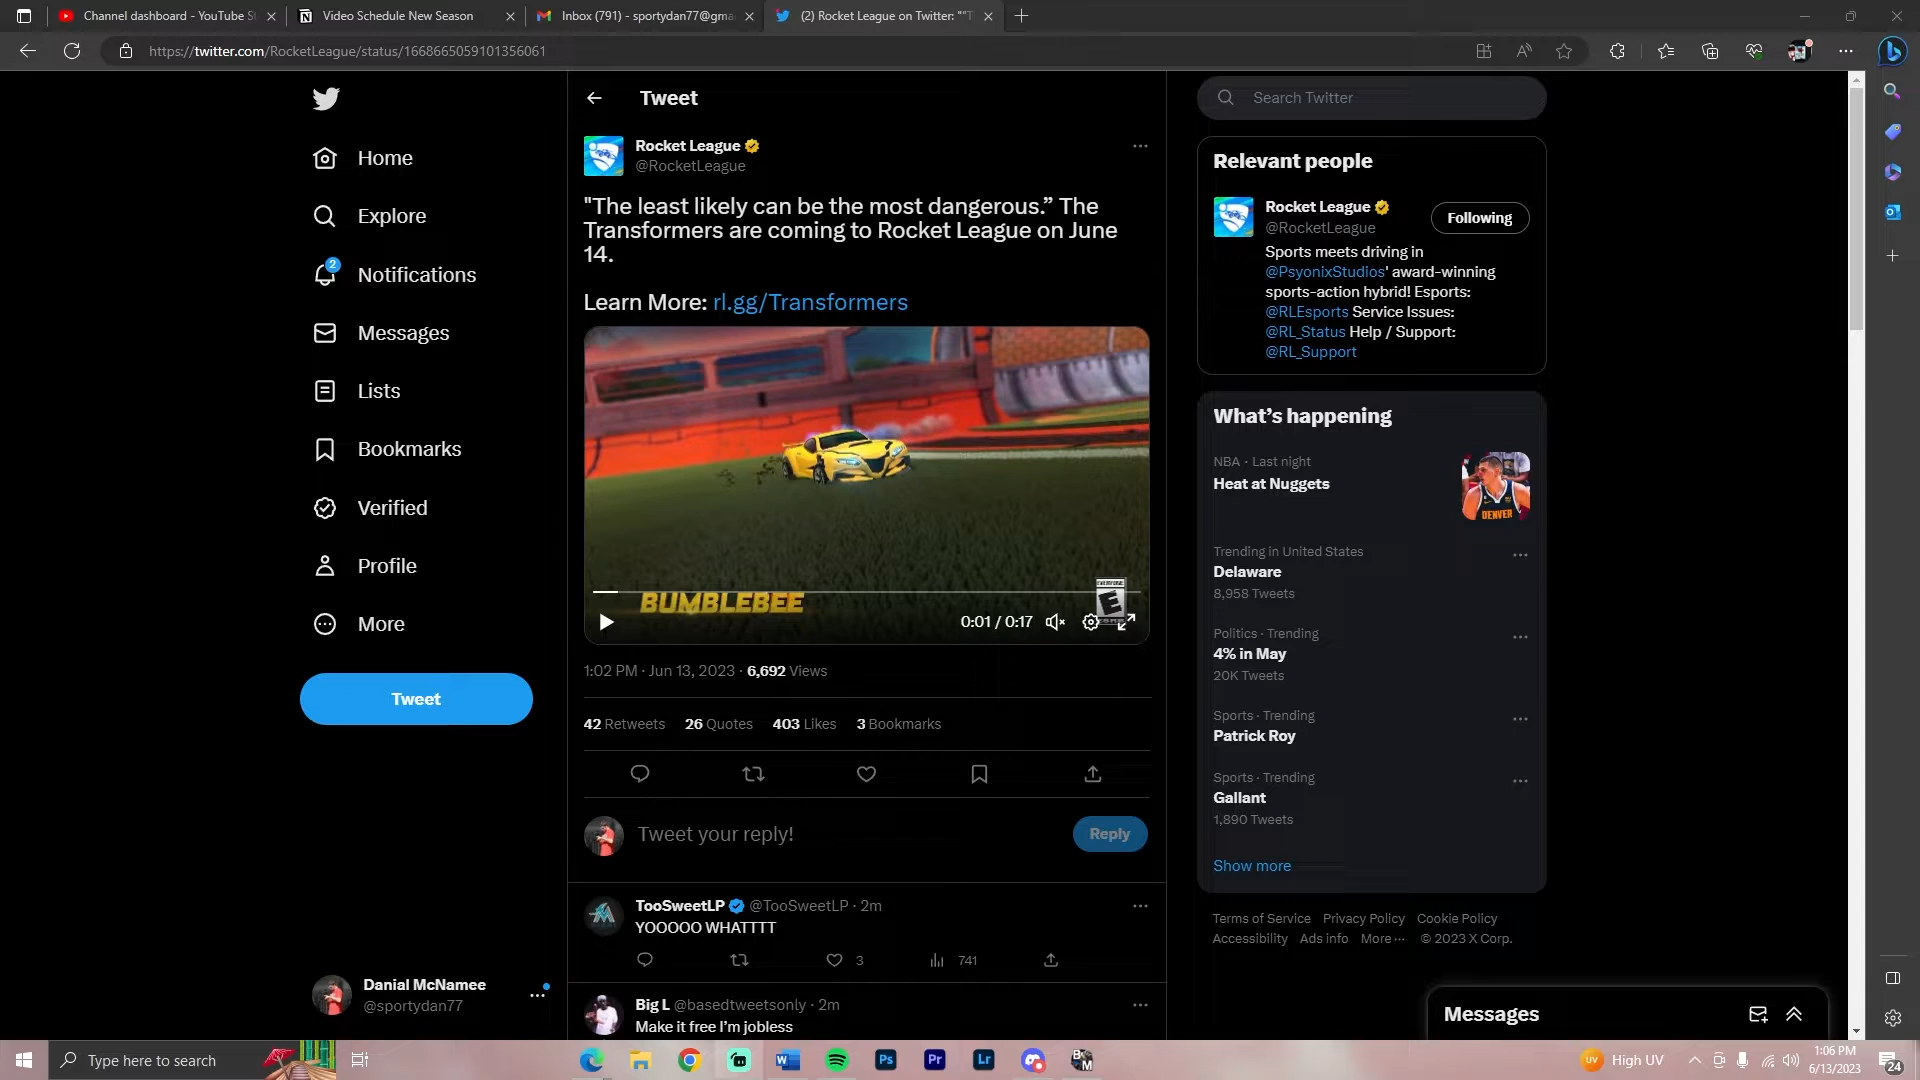 Channel dashboard - YouTube S
Video Schedule New Season
Inbox (791) - sportydan77@gma
(2) Rocket League on Twitter: "“T
https://twitter.com/RocketLeague/status/1668665059101356061
Home
Explore
2
Notifications
Messages
Lists
Bookmarks
Verified
Profile
More
Tweet
Danial McNamee
@sportydan77
Tweet
Rocket League
@RocketLeague
"The least likely can be the most dangerous.” The
Transformers are coming to Rocket League on June
14.
Learn More: rl.gg/Transformers
BUMBLEBEE
EVERYONE
E
0:01 / 0:17
1:02 PM · Jun 13, 2023 · 6,692 Views
42 Retweets 26 Quotes 403 Likes 3 Bookmarks
Tweet your reply!
Reply
TooSweetLP @TooSweetLP · 2m
YOOOOO WHATTTT
3 741
Big L @basedtweetsonly · 2m
Make it free I’m jobless
Search Twitter
Relevant people
Rocket League
@RocketLeague
Following
Sports meets driving in
@PsyonixStudios' award-winning
sports-action hybrid! Esports:
@RLEsports Service Issues:
@RL_Status Help / Support:
@RL_Support
What’s happening
NBA · Last night
Heat at Nuggets
DENVER
Trending in United States
Delaware
8,958 Tweets
Politics · Trending
4% in May
20K Tweets
Sports · Trending
Patrick Roy
Sports · Trending
Gallant
1,890 Tweets
Show more
Terms of Service Privacy Policy Cookie Policy
Accessibility Ads info More ··· © 2023 X Corp.
Messages
Type here to search
W
Ps
Pr
Lr
B
M
UV
High UV
1:06 PM
6/13/2023
24